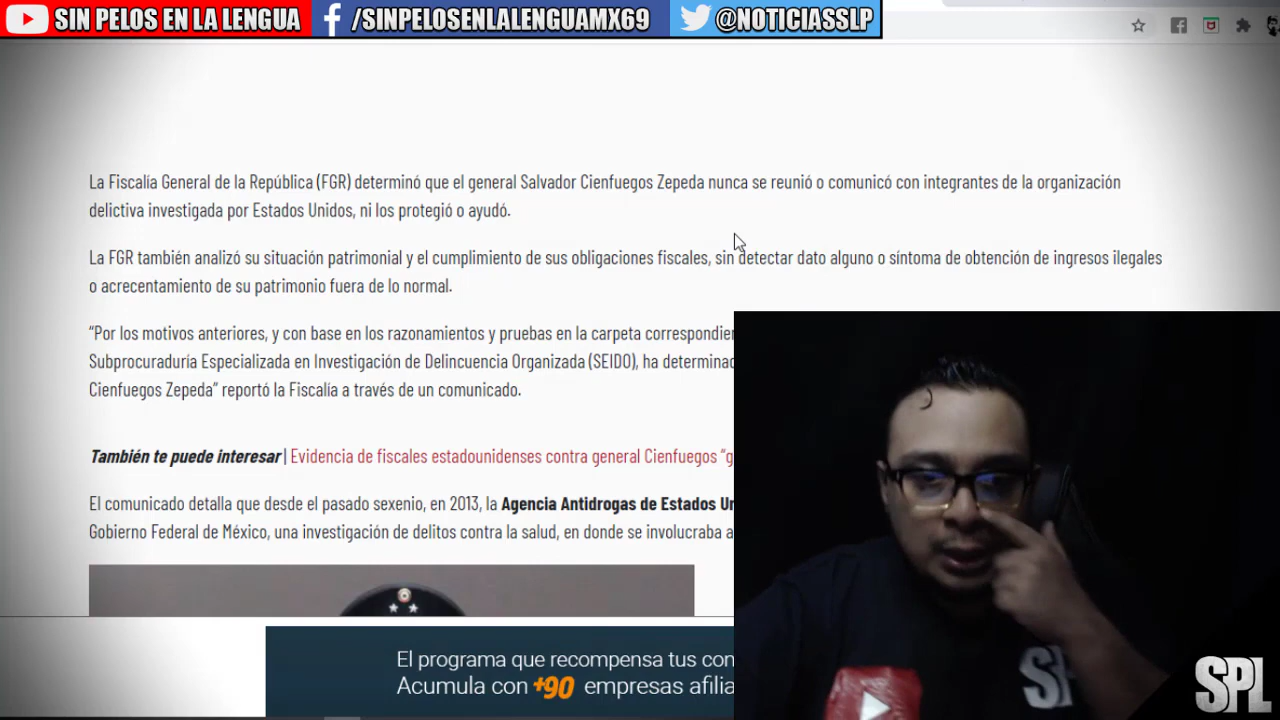 SIN PELOS EN LA LENGUA
/SINPELOSENLALENGUAMX69
@NOTICIASSLP
La Fiscalía General de la República (FGR) determinó que el general Salvador Cienfuegos Zepeda nunca se reunió o comunicó con integrantes de la organización
delictiva investigada por Estados Unidos, ni los protegió o ayudó.
La FGR también analizó su situación patrimonial y el cumplimiento de sus obligaciones fiscales, sin detectar dato alguno o síntoma de obtención de ingresos ilegales
o acrecentamiento de su patrimonio fuera de lo normal.
“Por los motivos anteriores, y con base en los razonamientos y pruebas en la carpeta
Subprocuraduría Especializada en Investigación de Delincuencia Organizada (SEIDO), ha
Cienfuegos Zepeda” reportó la Fiscalía a través de un comunicado.
También te puede interesar | Evidencia de fiscales estadounidenses contra general Cienfuegos “
El comunicado detalla que desde el pasado sexenio, en 2013, la Agencia Antidrogas de Estados
Gobierno Federal de México, una investigación de delitos contra la salud, en donde se involucraba a
El programa que recompensa tus
Acumula con +90 empresas
SPL
SPL